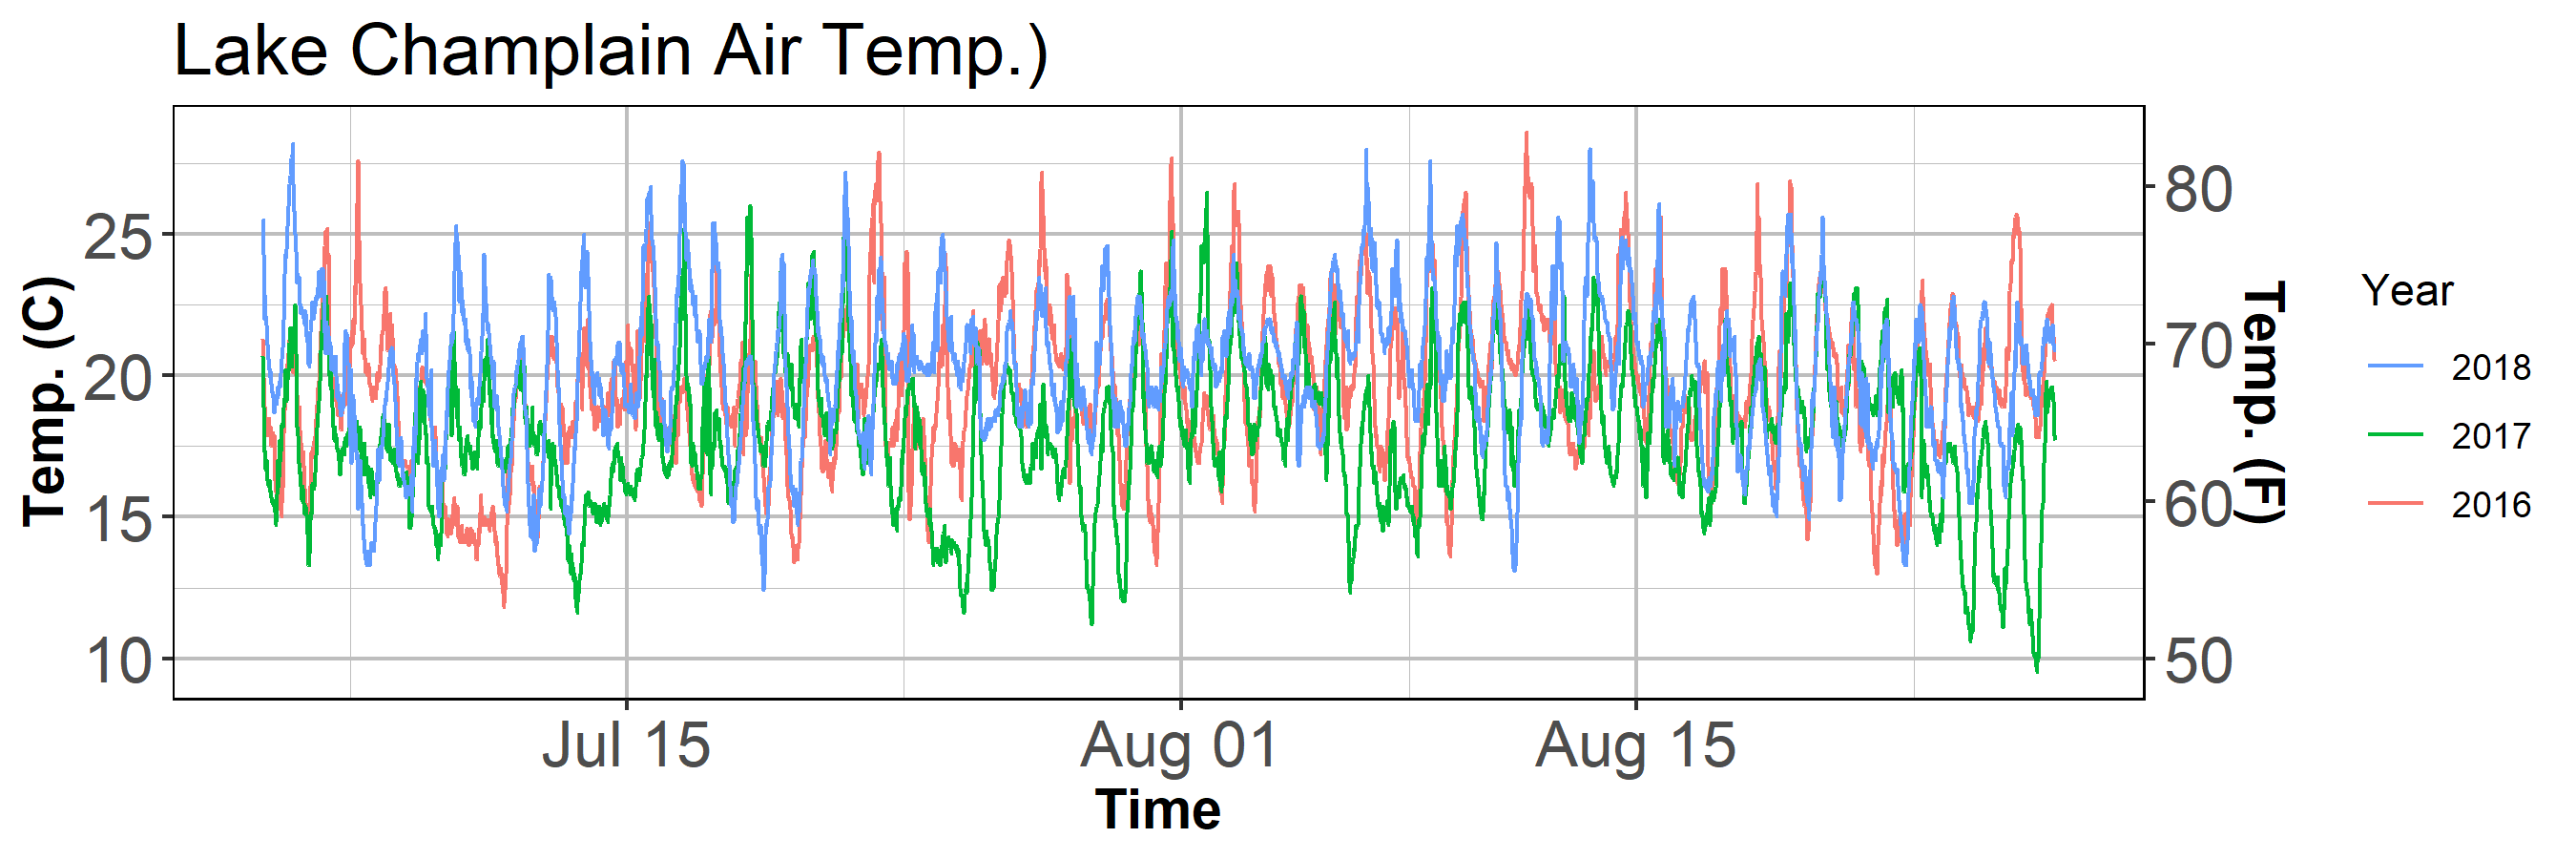 Lake Champlain Air Temp.)
Temp. (C)
25
20
15
10
80
70
60
50
Temp. (F)
Jul 15
Aug 01
Aug 15
Time
Year
2018
2017
2016